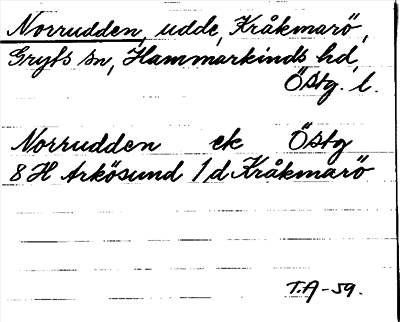 Norrudden, udde, Kråkmarö,
Gryts sn, Hammarkinds hd,
Östg. l.
Norrudden ek Östg
8 H Arkösund 1/d Kråkmarö
T.A -59.